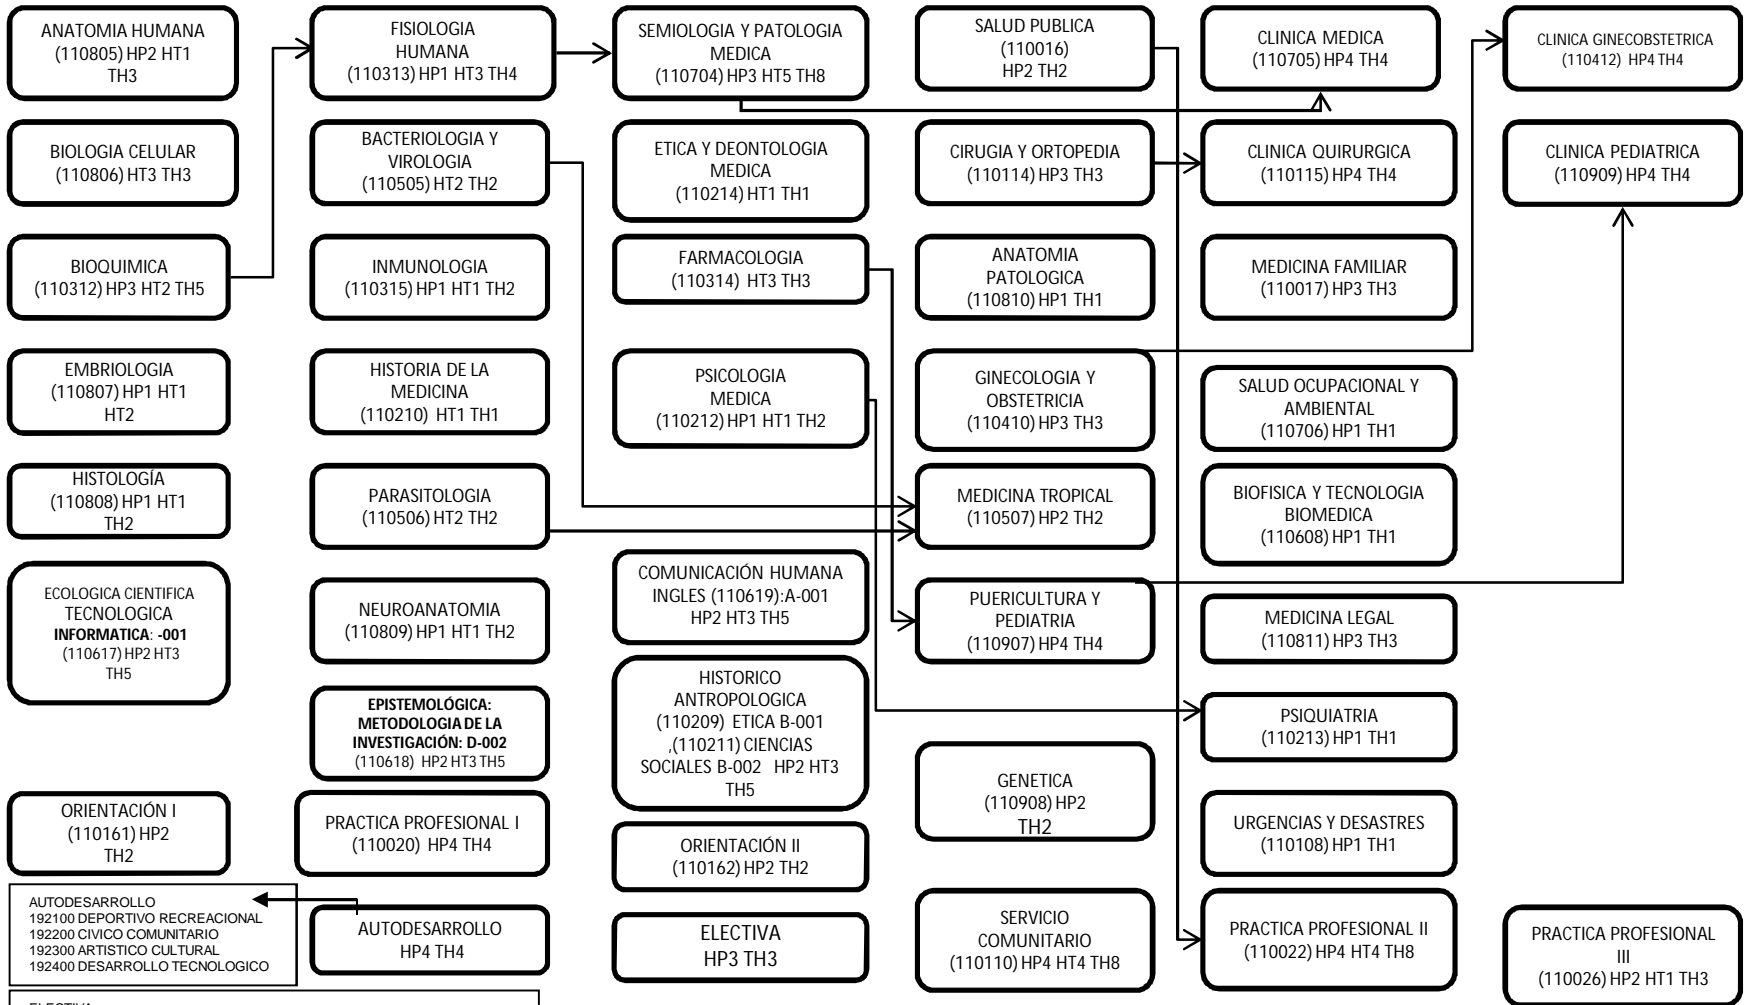 ANATOMIA HUMANA
(110805) HP2 HT1
TH3
BIOLOGIA CELULAR
(110806) HT3 TH3
BIOQUIMICA
(110312) HP3 HT2 TH5
EMBRIOLOGIA
(110807) HP1 HT1
HT2
HISTOLOGÍA
(110808) HP1 HT1
TH2
ECOLOGICA CIENTIFICA
TECNOLOGICA
INFORMATICA: -001
(110617) HP2 HT3
TH5
ORIENTACIÓN I
(110161) HP2
TH2
AUTODESARROLLO
192100 DEPORTIVO RECREACIONAL
192200 CIVICO COMUNITARIO
192300 ARTISTICO CULTURAL
192400 DESARROLLO TECNOLOGICO
FISIOLOGIA
HUMANA
(110313) HP1 HT3 TH4
BACTERIOLOGIA Y
VIROLOGIA
(110505) HT2 TH2
INMUNOLOGIA
(110315) HP1 HT1 TH2
HISTORIA DE LA
MEDICINA
(110210) HT1 TH1
PARASITOLOGIA
(110506) HT2 TH2
NEUROANATOMIA
(110809) HP1 HT1 TH2
EPISTEMOLÓGICA:
METODOLOGIA DE LA
INVESTIGACIÓN: D-002
(110618) HP2 HT3 TH5
PRACTICA PROFESIONAL I
(110020) HP4 TH4
AUTODESARROLLO
HP4 TH4
SEMIOLOGIA Y PATOLOGIA
MEDICA
(110704) HP3 HT5 TH8
ETICA Y DEONTOLOGIA
MEDICA
(110214) HT1 TH1
FARMACOLOGIA
(110314) HT3 TH3
PSICOLOGIA
MEDICA
(110212) HP1 HT1 TH2
COMUNICACIÓN HUMANA
INGLES (110619):A-001
HP2 HT3 TH5
HISTORICO
ANTROPOLOGICA
(110209) ETICA B-001
,(110211) CIENCIAS
SOCIALES B-002 HP2 HT3
TH5
ORIENTACIÓN II
(110162) HP2 TH2
ELECTIVA
HP3 TH3
SALUD PUBLICA
(110016)
HP2 TH2
CIRUGIA Y ORTOPEDIA
(110114) HP3 TH3
ANATOMIA
PATOLOGICA
(110810) HP1 TH1
GINECOLOGIA Y
OBSTETRICIA
(110410) HP3 TH3
MEDICINA TROPICAL
(110507) HP2 TH2
PUERICULTURA Y
PEDIATRIA
(110907) HP4 TH4
GENETICA
(110908) HP2
TH2
SERVICIO
COMUNITARIO
(110110) HP4 HT4 TH8
CLINICA MEDICA
(110705) HP4 TH4
CLINICA QUIRURGICA
(110115) HP4 TH4
MEDICINA FAMILIAR
(110017) HP3 TH3
SALUD OCUPACIONAL Y
AMBIENTAL
(110706) HP1 TH1
BIOFISICA Y TECNOLOGIA
BIOMEDICA
(110608) HP1 TH1
MEDICINA LEGAL
(110811) HP3 TH3
PSIQUIATRIA
(110213) HP1 TH1
URGENCIAS Y DESASTRES
(110108) HP1 TH1
PRACTICA PROFESIONAL II
(110022) HP4 HT4 TH8
CLINICA GINECOBSTETRICA
(110412) HP4 TH4
CLINICA PEDIATRICA
(110909) HP4 TH4
PRACTICA PROFESIONAL
III
(110026) HP2 HT1 TH3